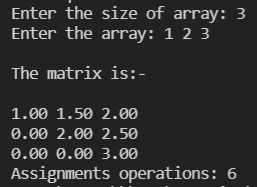 Enter the size of array: 3
Enter the array: 1 2 3
The matrix is:-
1.00 1.50 2.00
0.00 2.00 2.50
0.00 0.00 3.00
Assignments operations: 6